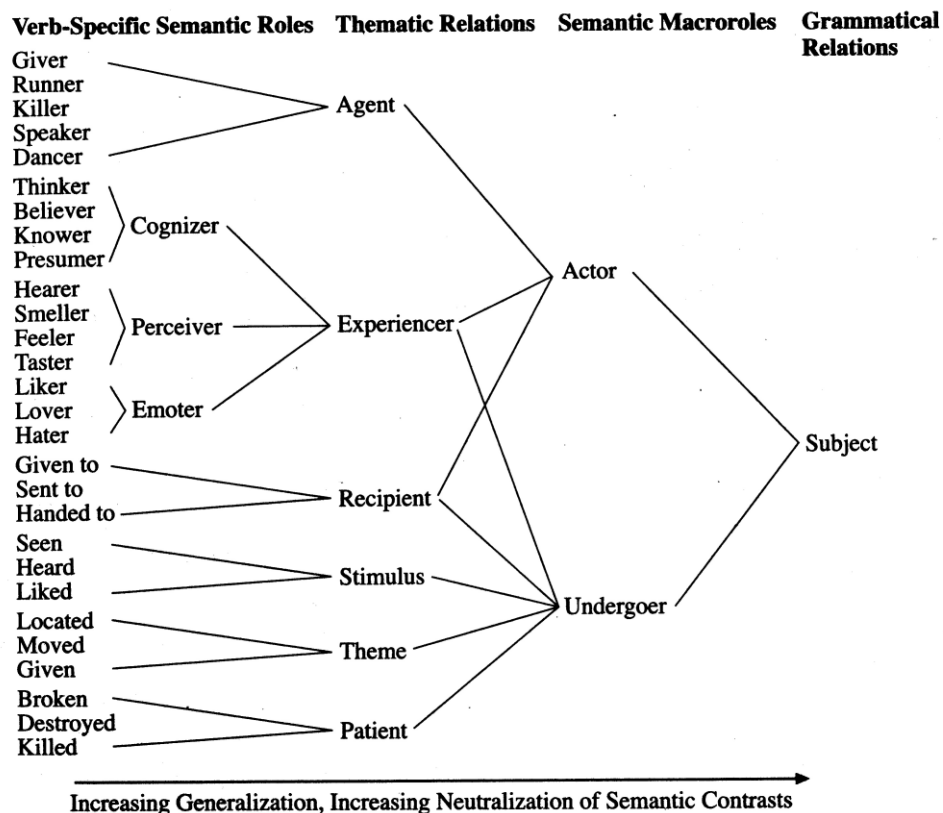 Verb-Specific Semantic Roles
Thematic Relations
Semantic Macroroles
Grammatical
Relations
Giver
Runner
Killer
Speaker
Dancer
Agent
Thinker
Believer
Knower
Presumer
Cognizer
Hearer
Smeller
Feeler
Taster
Perceiver
Experiencer
Liker
Lover
Hater
Emoter
Given to
Sent to
Handed to
Recipient
Seen
Heard
Liked
Stimulus
Located
Moved
Given
Theme
Broken
Destroyed
Killed
Patient
Actor
Undergoer
Subject
Increasing Generalization, Increasing Neutralization of Semantic Contrasts